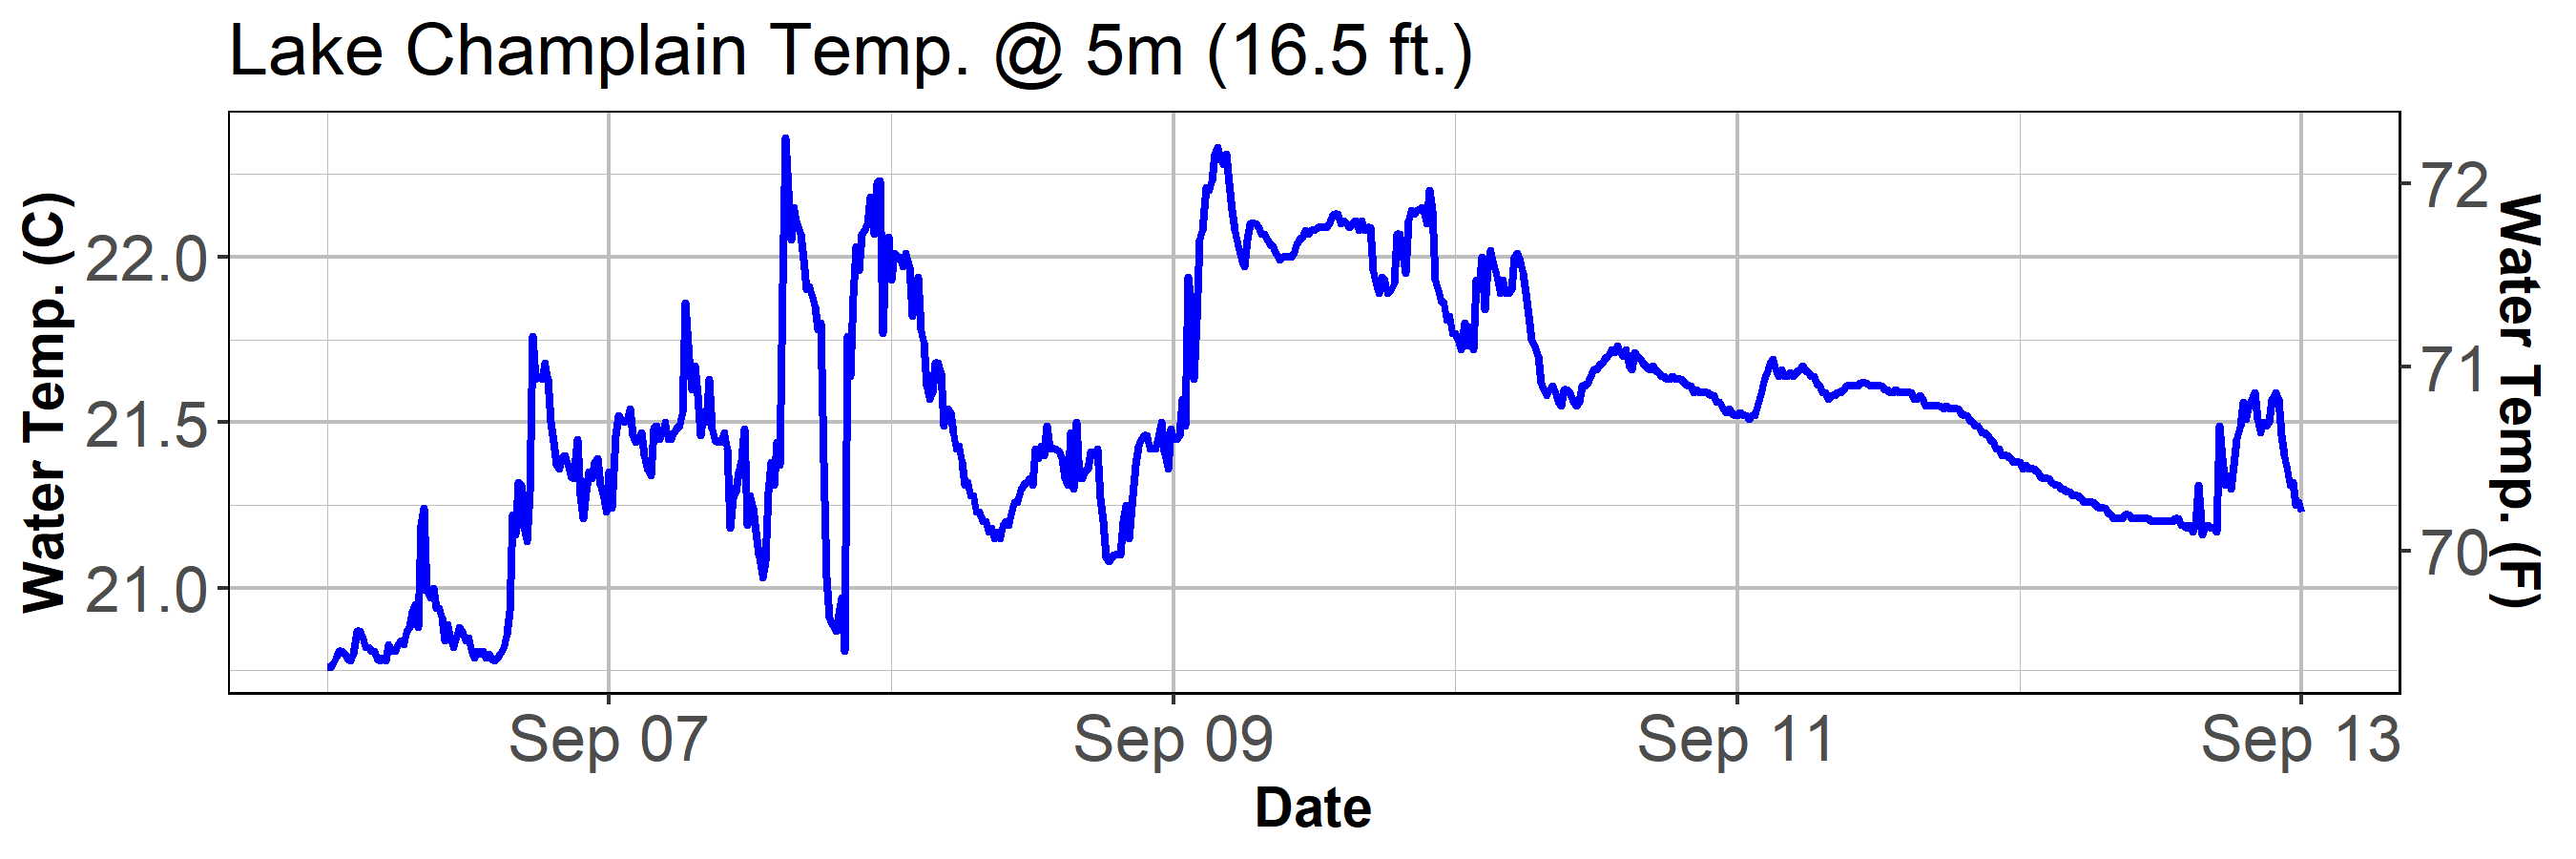 Lake Champlain Temp. @ 5m (16.5 ft.)
Water Temp. (C)
22.0
21.5
21.0
72
71
70
Water Temp. (F)
Sep 07
Sep 09
Sep 11
Sep 13
Date